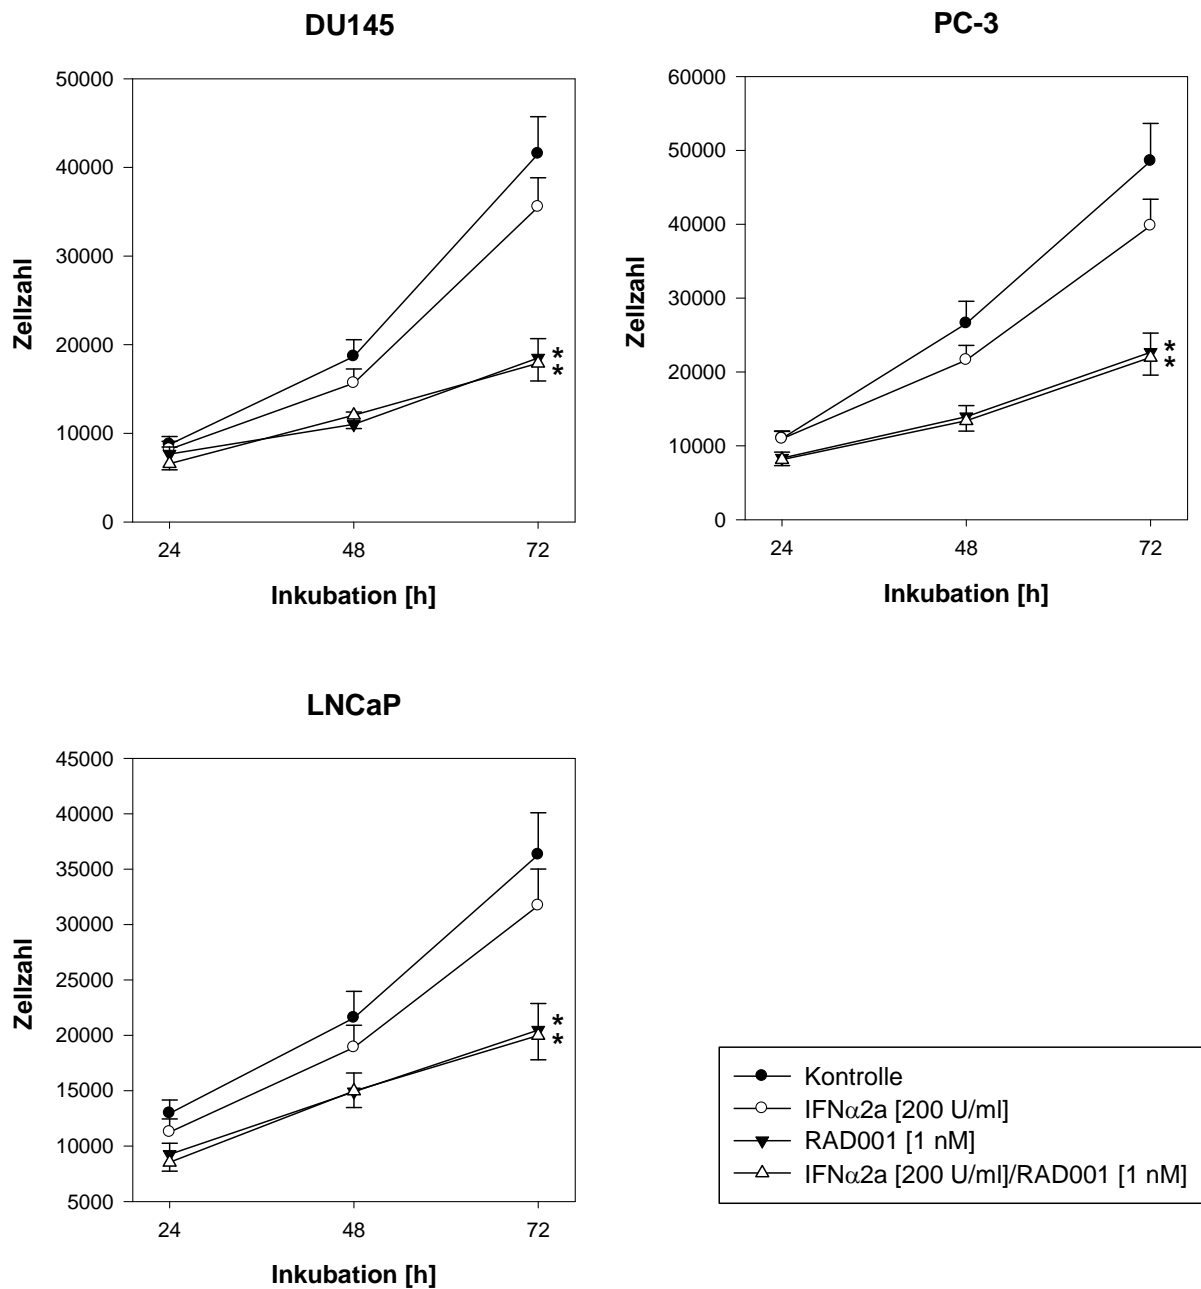 DU145
50000
40000
30000
20000
10000
0
Zellzahl
24 48 72
Inkubation [h]
*
*
PC-3
60000
50000
40000
30000
20000
10000
0
Zellzahl
24 48 72
Inkubation [h]
*
*
LNCaP
45000
40000
35000
30000
25000
20000
15000
10000
5000
Zellzahl
24 48 72
Inkubation [h]
*
*
Kontrolle
IFNα2a [200 U/ml]
RAD001 [1 nM]
IFNα2a [200 U/ml]/RAD001 [1 nM]